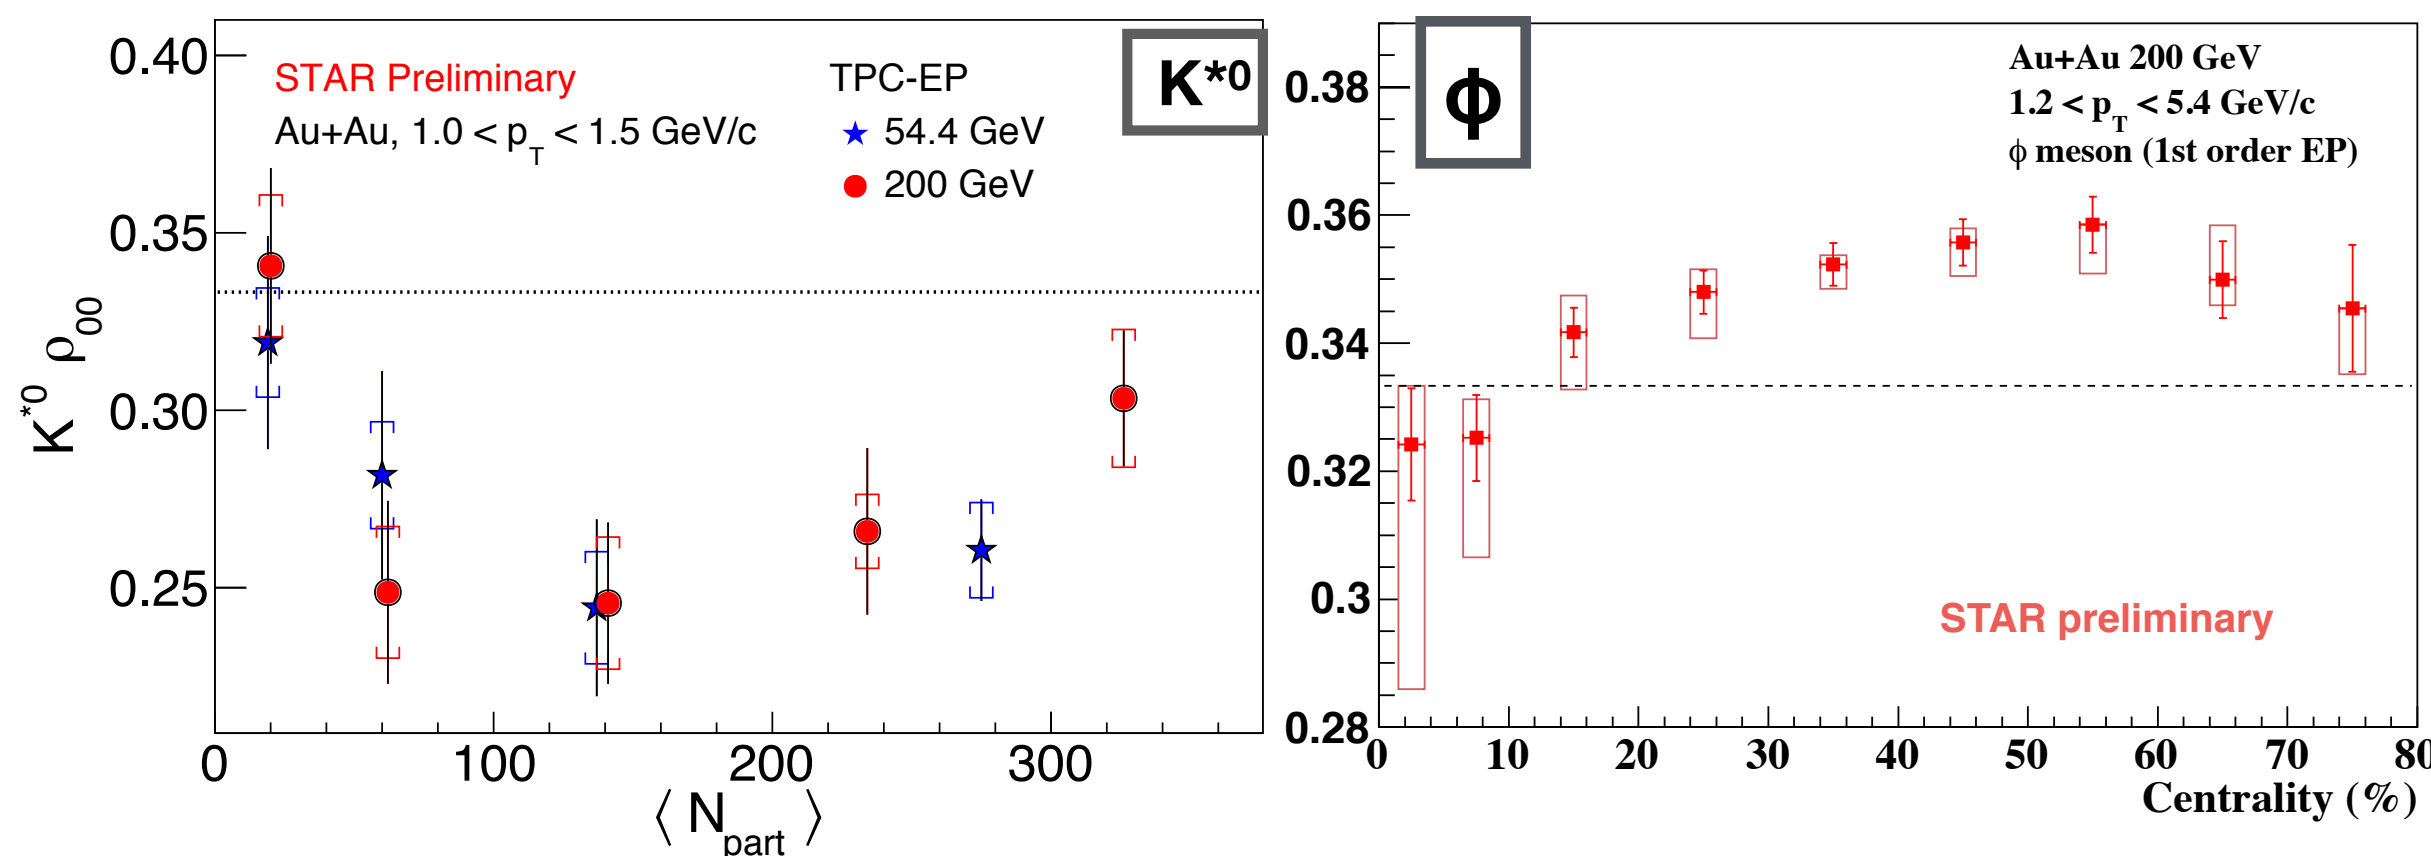 0.40
0.35
0.30
0.25
K*0 ρ00
STAR Preliminary
Au+Au, 1.0 < pT < 1.5 GeV/c
TPC-EP
54.4 GeV
200 GeV
K*0
0 100 200 300
⟨ Npart ⟩
0.38
0.36
0.34
0.32
0.3
0.28
ϕ
Au+Au 200 GeV
1.2 < pT < 5.4 GeV/c
ϕ meson (1st order EP)
STAR preliminary
0 10 20 30 40 50 60 70 80
Centrality (%)